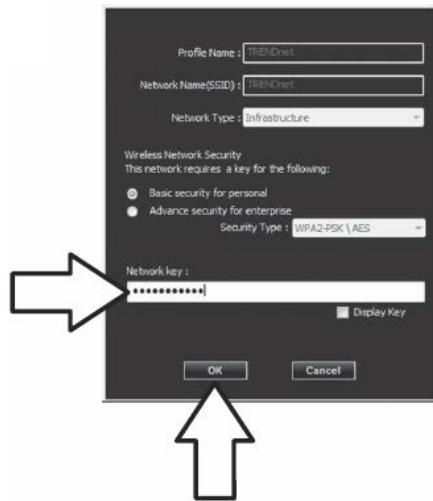 Profile Name : TRENDnet
Network Name(SSID) : TRENDnet
Network Type : Infrastructure
Wireless Network Security
This network requires a key for the following:
Basic security for personal
Advance security for enterprise
Security Type : WPA2-PSK \ AES
Network key :
•••••••••••
Display Key
OK Cancel